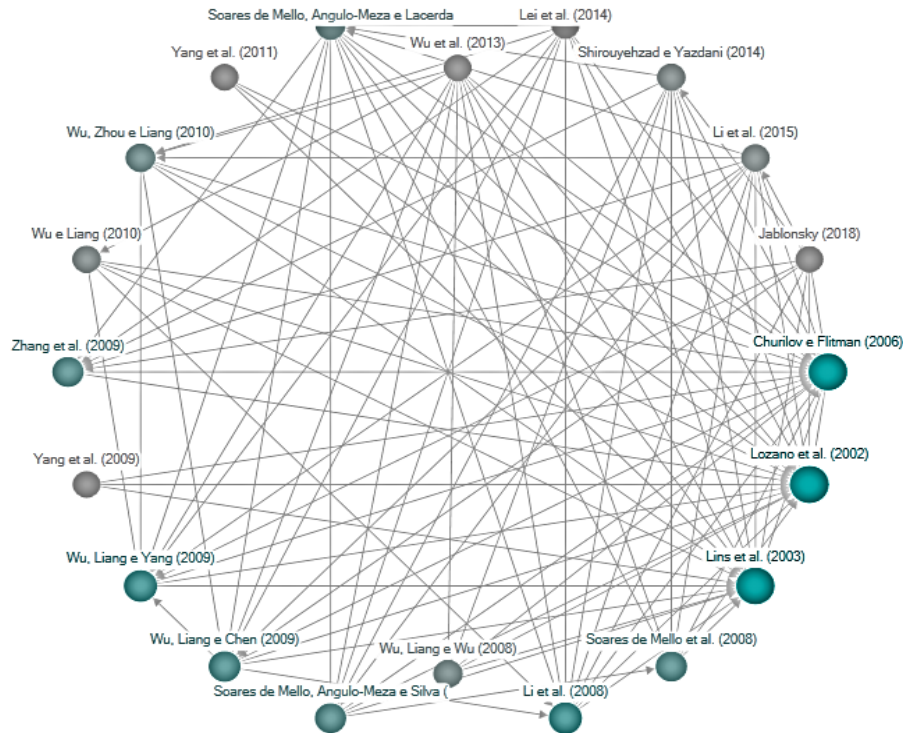 Soares de Mello, Angulo-Meza e Lacerda
Lei et al. (2014)
Yang et al. (2011)
Wu et al. (2013)
Shirouyehzad e Yazdani (2014)
Wu, Zhou e Liang (2010)
Li et al. (2015)
Wu e Liang (2010)
Jablonsky (2018)
Zhang et al. (2009)
Churilov e Flitman (2006)
Yang et al. (2009)
Lozano et al. (2002)
Wu, Liang e Yang (2009)
Lins et al. (2003)
Wu, Liang e Chen (2009)
Wu, Liang e Wu (2008)
Soares de Mello et al. (2008)
Soares de Mello, Angulo-Meza e Silva (
Li et al. (2008)